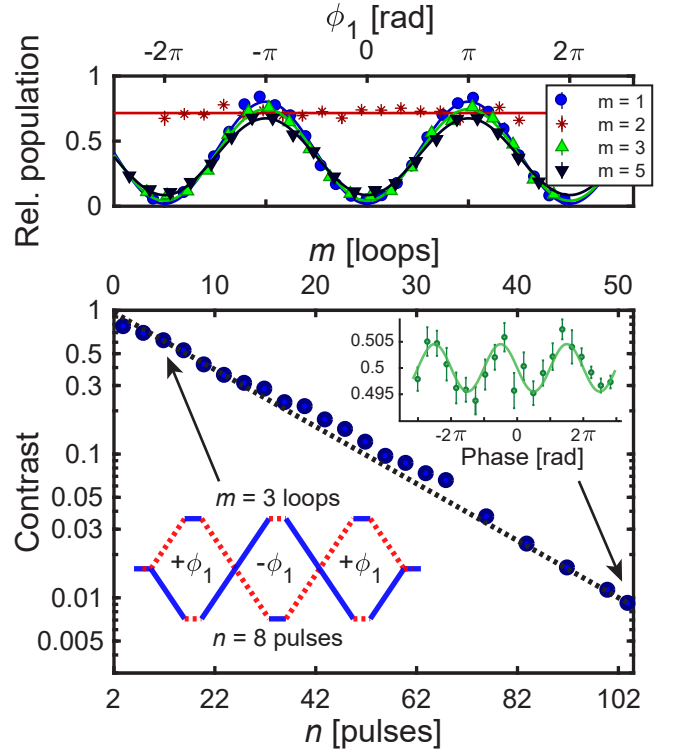 ϕ1 [rad]
-2π -π 0 π 2π
1
0.5
0
Rel. population
m = 1
m = 2
m = 3
m = 5
m [loops]
0 10 20 30 40 50
1
0.5
0.3
0.1
0.05
0.03
0.01
0.005
Contrast
0.505
0.5
0.495
-2π 0 2π
Phase [rad]
m = 3 loops
+ϕ1 -ϕ1 +ϕ1
n = 8 pulses
2 22 42 62 82 102
n [pulses]